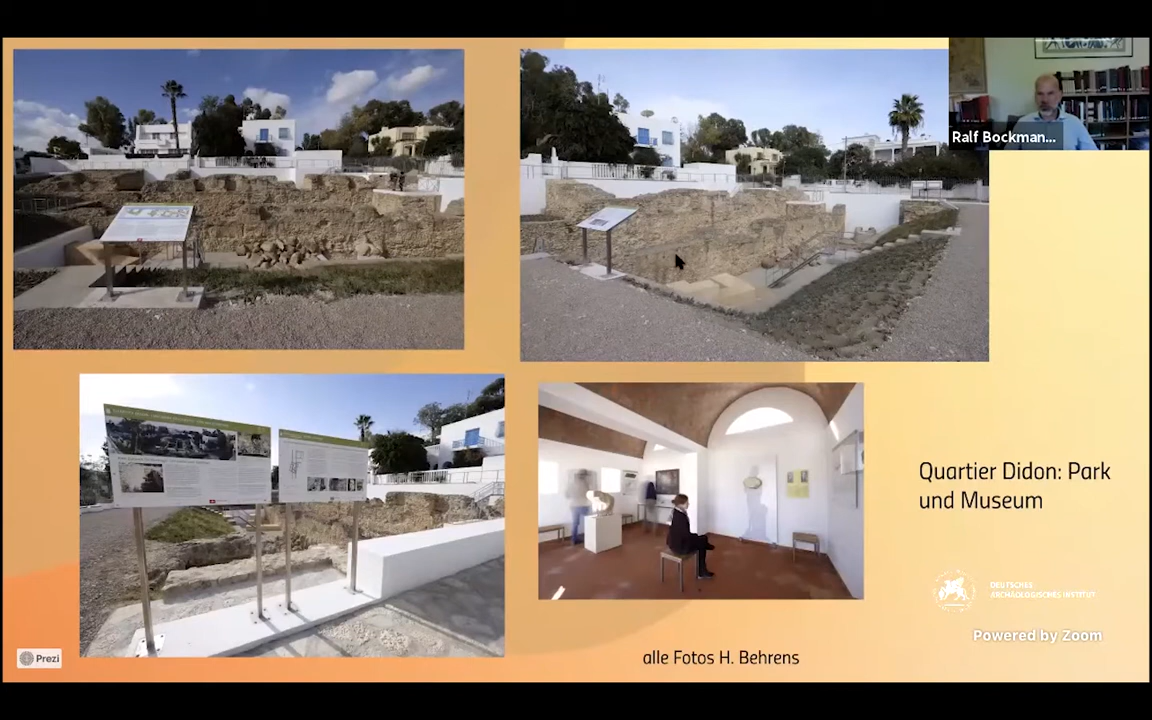 Ralf Bockman...
Quartier Didon: Park
und Museum
DEUTSCHES
ARCHÄOLOGISCHES INSTITUT
Powered by Zoom
Prezi
alle Fotos H. Behrens